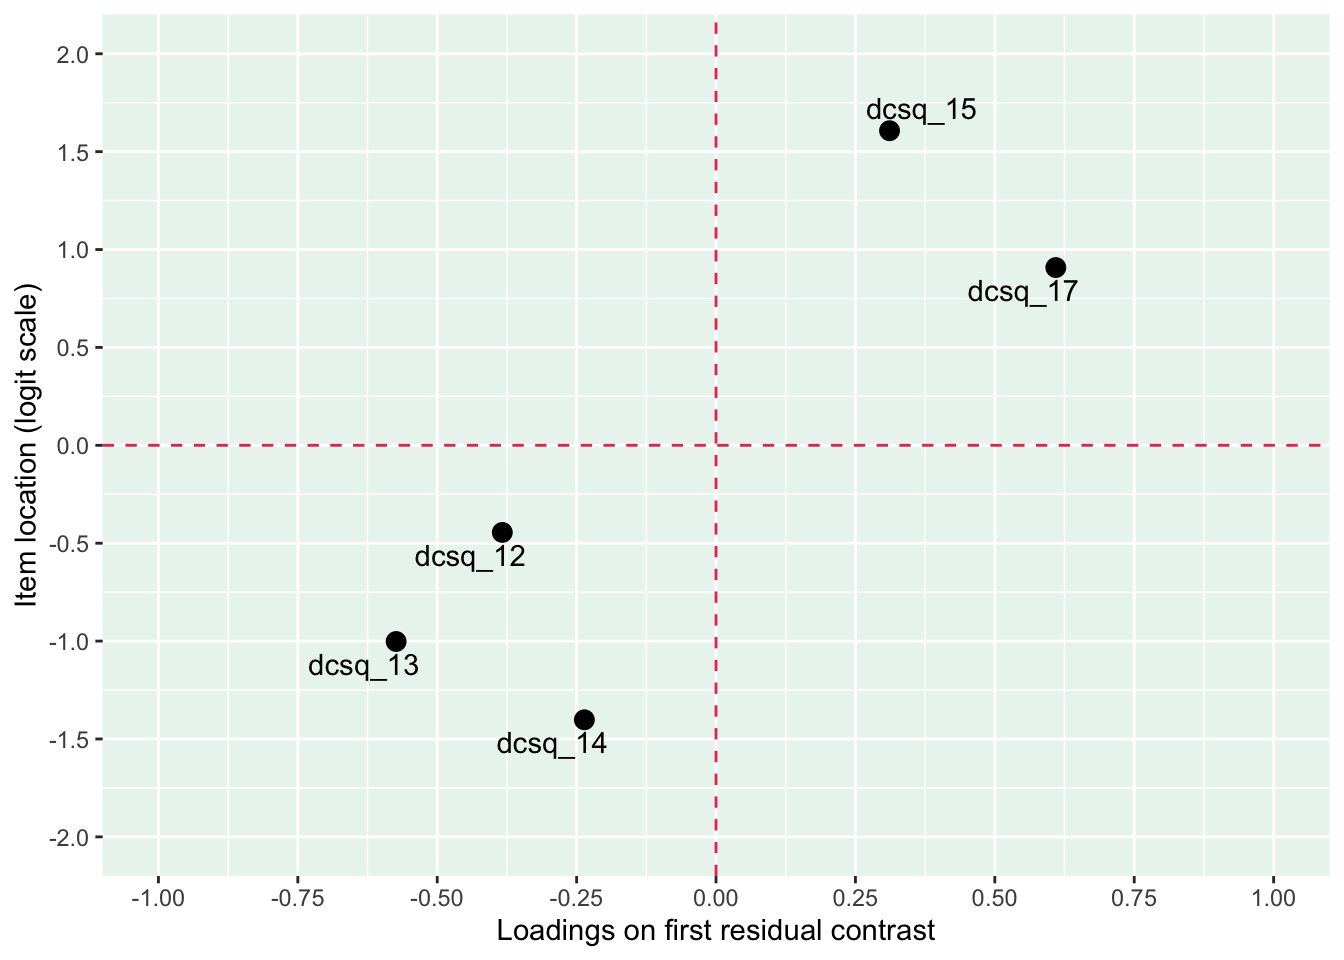 2.0
1.5
1.0
0.5
0.0
-0.5
-1.0
-1.5
-2.0
Item location (logit scale)
dcsq_15
dcsq_17
dcsq_12
dcsq_13
dcsq_14
-1.00 -0.75 -0.50 -0.25 0.00 0.25 0.50 0.75 1.00
Loadings on first residual contrast